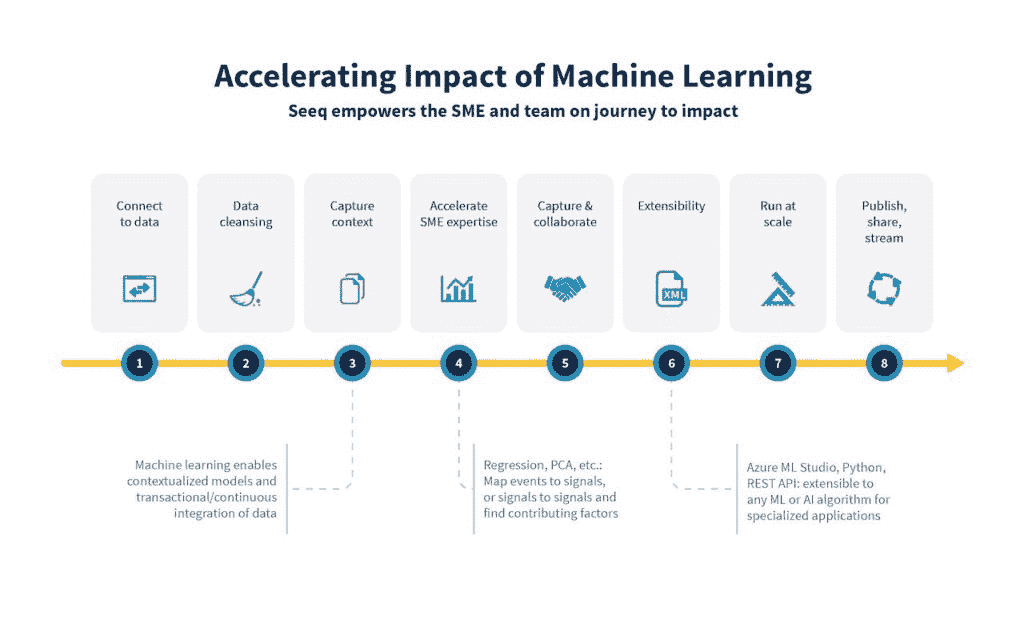 Accelerating Impact of Machine Learning
Seeq empowers the SME and team on journey to impact
Connect
to data
Data
cleansing
Capture
context
Accelerate
SME expertise
Capture &
collaborate
Extensibility
XML
Run at
scale
Publish,
share,
stream
1
2
3
4
5
6
7
8
Machine learning enables
contextualized models and
transactional/continuous
integration of data
Regression, PCA, etc.:
Map events to signals,
or signals to signals and
find contributing factors
Azure ML Studio, Python,
REST API: extensible to
any ML or AI algorithm for
specialized applications